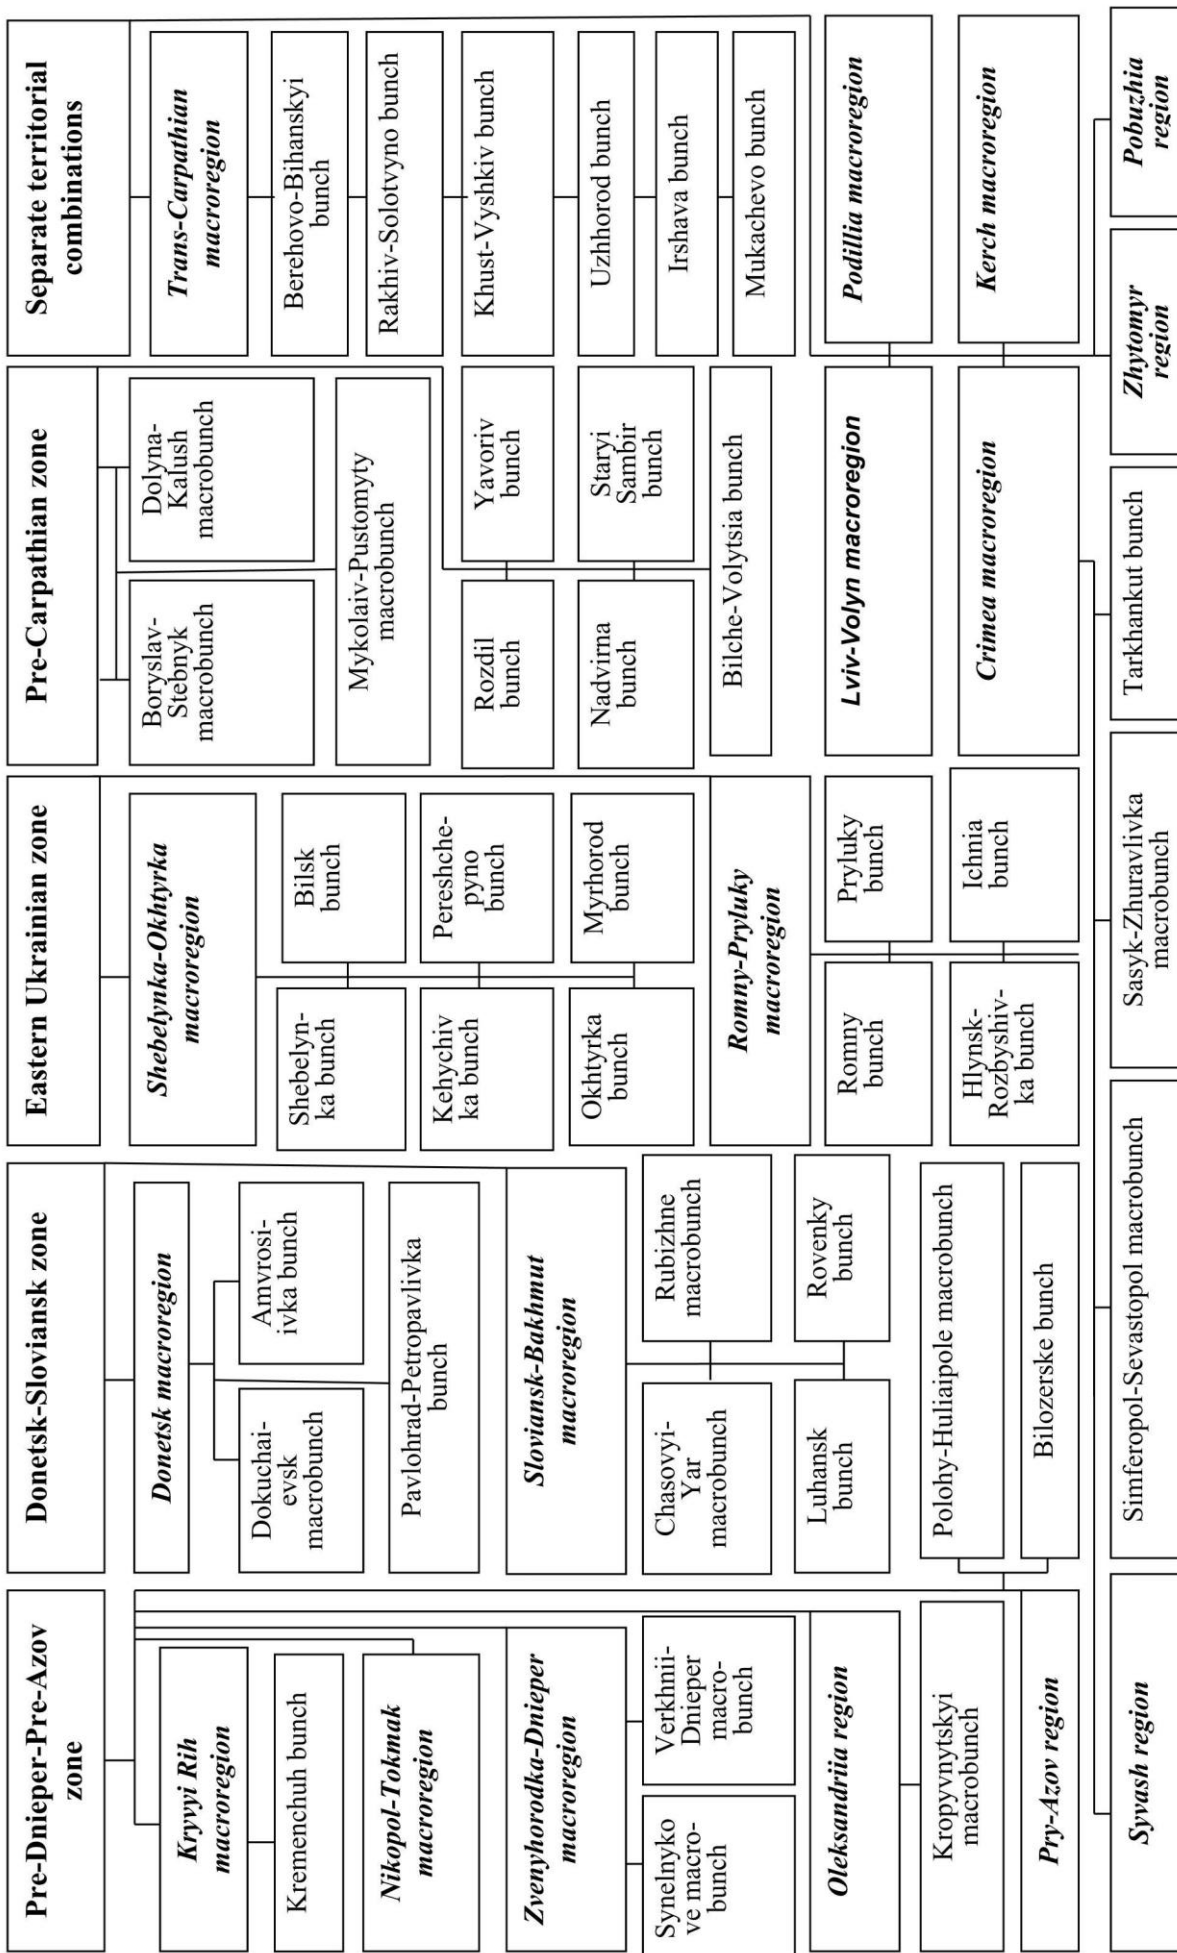 Pre-Dnieper-Pre-Azov
zone
Kryvyi Rih
macroregion
Kremenchuh bunch
Nikopol-Tokmak
macroregion
Zvenyhorodka-Dnieper
macroregion
Synelnyko
ve macro-
bunch
Verkhnii-
Dnieper
macro-
bunch
Oleksandriia region
Kropyvnytskyi
macrobunch
Pry-Azov region
Polohy-Huliaipole macrobunch
Bilozerske bunch
Donetsk-Sloviansk zone
Donetsk macroregion
Dokuchai-
evsk
macrobunch
Amvrosi-
ivka bunch
Pavlohrad-Petropavlivka
bunch
Sloviansk-Bakhmut
macroregion
Chasovyi-
Yar
macrobunch
Rubizhne
macrobunch
Luhansk
bunch
Rovenky
bunch
Eastern Ukrainian zone
Shebelynka-Okhtyrka
macroregion
Shebelyn-
ka bunch
Bilsk
bunch
Kehychiv
ka bunch
Pereshche-
pyno
bunch
Okhtyrka
bunch
Myrhorod
bunch
Romny-Pryluky
macroregion
Romny
bunch
Pryluky
bunch
Hlynsk-
Rozbyshiv-
ka bunch
Ichnia
bunch
Pre-Carpathian zone
Boryslav-
Stebnyk
macrobunch
Dolyna-
Kalush
macrobunch
Mykolaiv-Pustomyty
macrobunch
Rozdil
bunch
Yavoriv
bunch
Nadvirna
bunch
Staryi
Sambir
bunch
Bilche-Volytsia bunch
Separate territorial
combinations
Trans-Carpathian
macroregion
Berehovo-Bihanskyi
bunch
Rakhiv-Solotvyno bunch
Khust-Vyshkiv bunch
Uzhhorod bunch
Irshava bunch
Mukachevo bunch
Lviv-Volyn macroregion
Podillia macroregion
Crimea macroregion
Kerch macroregion
Syvash region
Simferopol-Sevastopol macrobunch
Sasyk-Zhuravlivka
macrobunch
Tarkhankut bunch
Zhytomyr
region
Pobuzhia
region